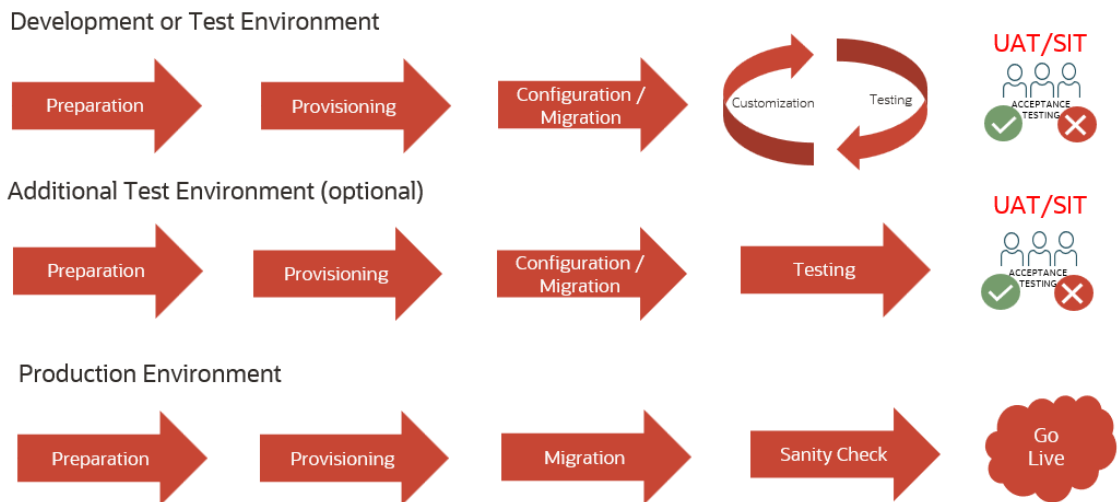 Development or Test Environment
Preparation
Provisioning
Configuration /
Migration
Customization
Testing
UAT/SIT
ACCEPTANCE
TESTING
Additional Test Environment (optional)
Preparation
Provisioning
Configuration /
Migration
Testing
UAT/SIT
ACCEPTANCE
TESTING
Production Environment
Preparation
Provisioning
Migration
Sanity Check
Go
Live